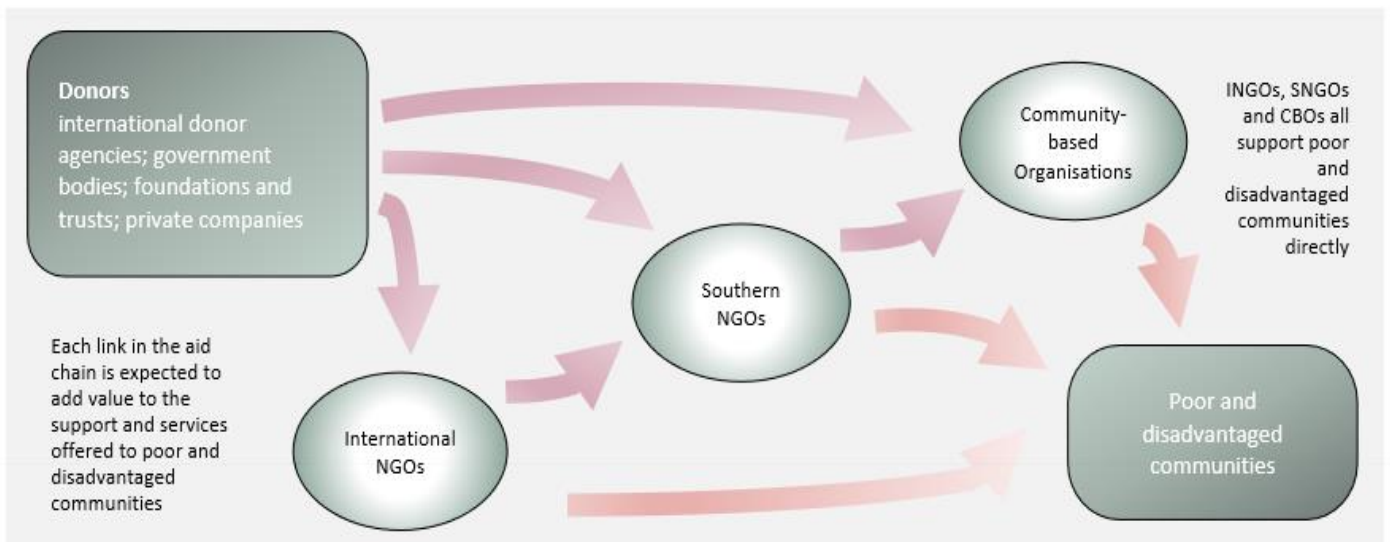 Donors
international donor
agencies; government
bodies; foundations and
trusts; private companies
Community-
based
Organisations
INGOs, SNGOs
and CBOs all
support poor
and
disadvantaged
communities
directly
Southern
NGOs
Each link in the aid
chain is expected to
add value to the
support and services
offered to poor and
disadvantaged
communities
International
NGOs
Poor and
disadvantaged
communities